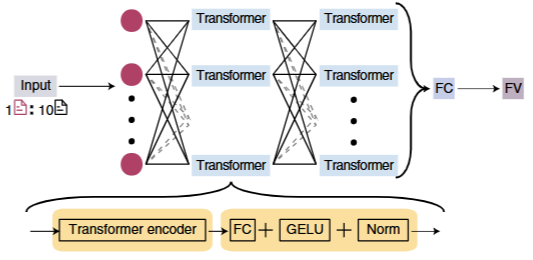 Transformer Transformer
Input Transformer Transformer FC FV
1 : 10
Transformer Transformer
Transformer encoder FC + GELU + Norm